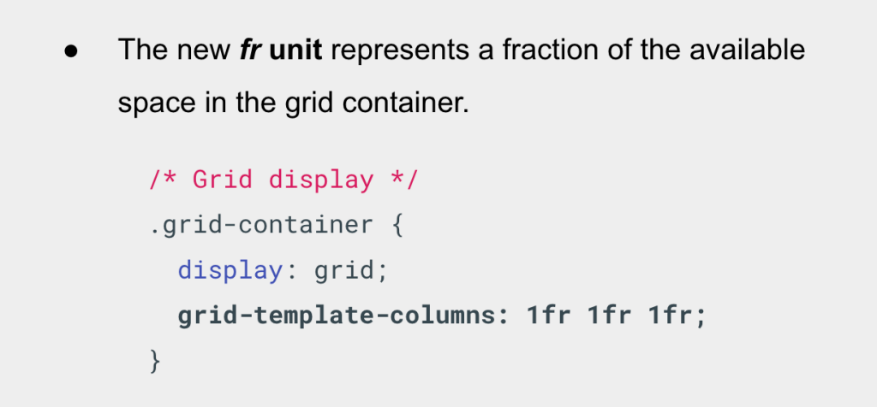 ● The new fr unit represents a fraction of the available
space in the grid container.
/* Grid display */
.grid-container {
display: grid;
grid-template-columns: 1fr 1fr 1fr;
}